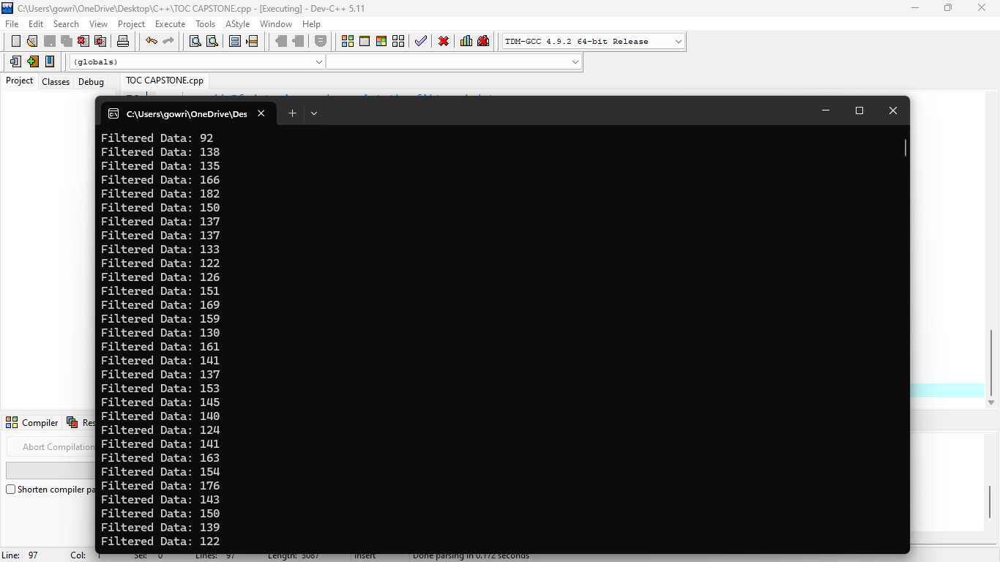 C:\Users\gowri\OneDrive\Desktop\C++\TOC CAPSTONE.cpp - [Executing] - Dev-C++ 5.11
File Edit Search View Project Execute Tools AStyle Window Help
TDM-GCC 4.9.2 64-bit Release
(globals)
Project Classes Debug TOC CAPSTONE.cpp
C:\Users\gowri\OneDrive\Des
Filtered Data: 92
Filtered Data: 138
Filtered Data: 135
Filtered Data: 166
Filtered Data: 182
Filtered Data: 150
Filtered Data: 137
Filtered Data: 137
Filtered Data: 133
Filtered Data: 122
Filtered Data: 126
Filtered Data: 151
Filtered Data: 169
Filtered Data: 159
Filtered Data: 130
Filtered Data: 161
Filtered Data: 141
Filtered Data: 137
Filtered Data: 153
Filtered Data: 145
Filtered Data: 140
Filtered Data: 124
Filtered Data: 141
Filtered Data: 163
Filtered Data: 154
Filtered Data: 176
Filtered Data: 143
Filtered Data: 150
Filtered Data: 139
Filtered Data: 122
Compiler Res
Abort Compilation
Shorten compiler pa
Line: 97 Col: Sel: 0 Lines: 97 Length: 3087 Insert Done parsing in 0.172 seconds